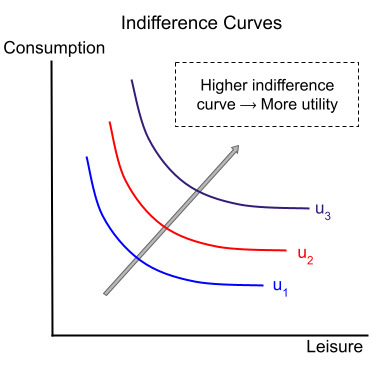 Indifference Curves
Consumption
Higher indifference
curve → More utility
u3
u2
u1
Leisure